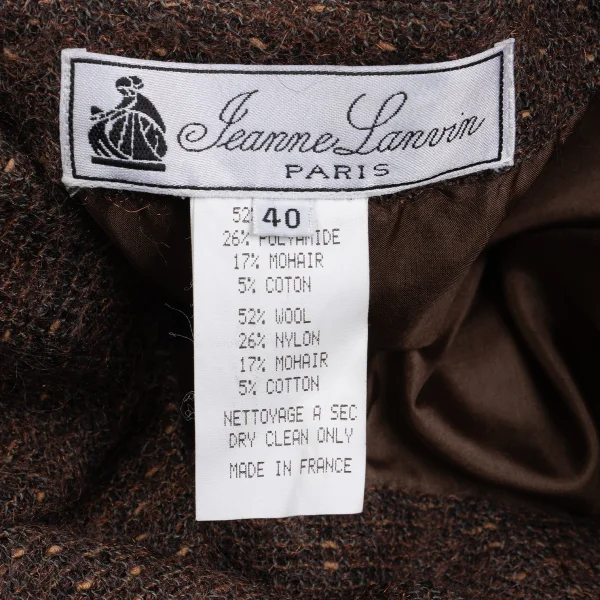 Jeanne Lanvin
PARIS
40
52%
26% POLYAMIDE
17% MOHAIR
5% COTON
52% WOOL
26% NYLON
17% MOHAIR
5% COTTON
NETTOYAGE A SEC
DRY CLEAN ONLY
MADE IN FRANCE